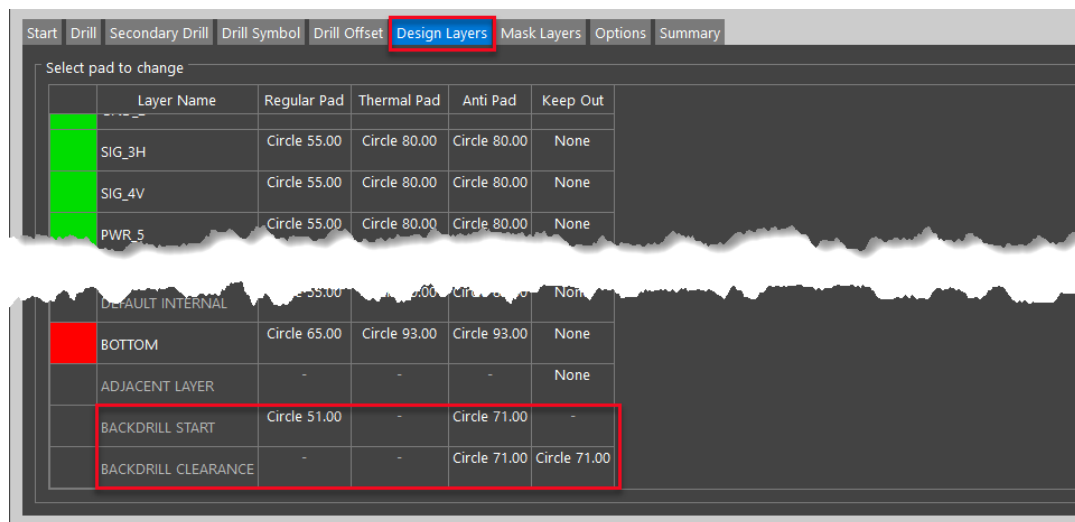 Start Drill Secondary Drill Drill Symbol Drill Offset Design Layers Mask Layers Options Summary
Select pad to change
Layer Name Regular Pad Thermal Pad Anti Pad Keep Out
SIG_3H Circle 55.00 Circle 80.00 Circle 80.00 None
SIG_4V Circle 55.00 Circle 80.00 Circle 80.00 None
PWR_5 Circle 55.00 Circle 80.00 Circle 80.00 None
DEFAULT INTERNAL
BOTTOM Circle 65.00 Circle 93.00 Circle 93.00 None
ADJACENT LAYER - - - None
BACKDRILL START Circle 51.00 - Circle 71.00 -
BACKDRILL CLEARANCE - - Circle 71.00 Circle 71.00